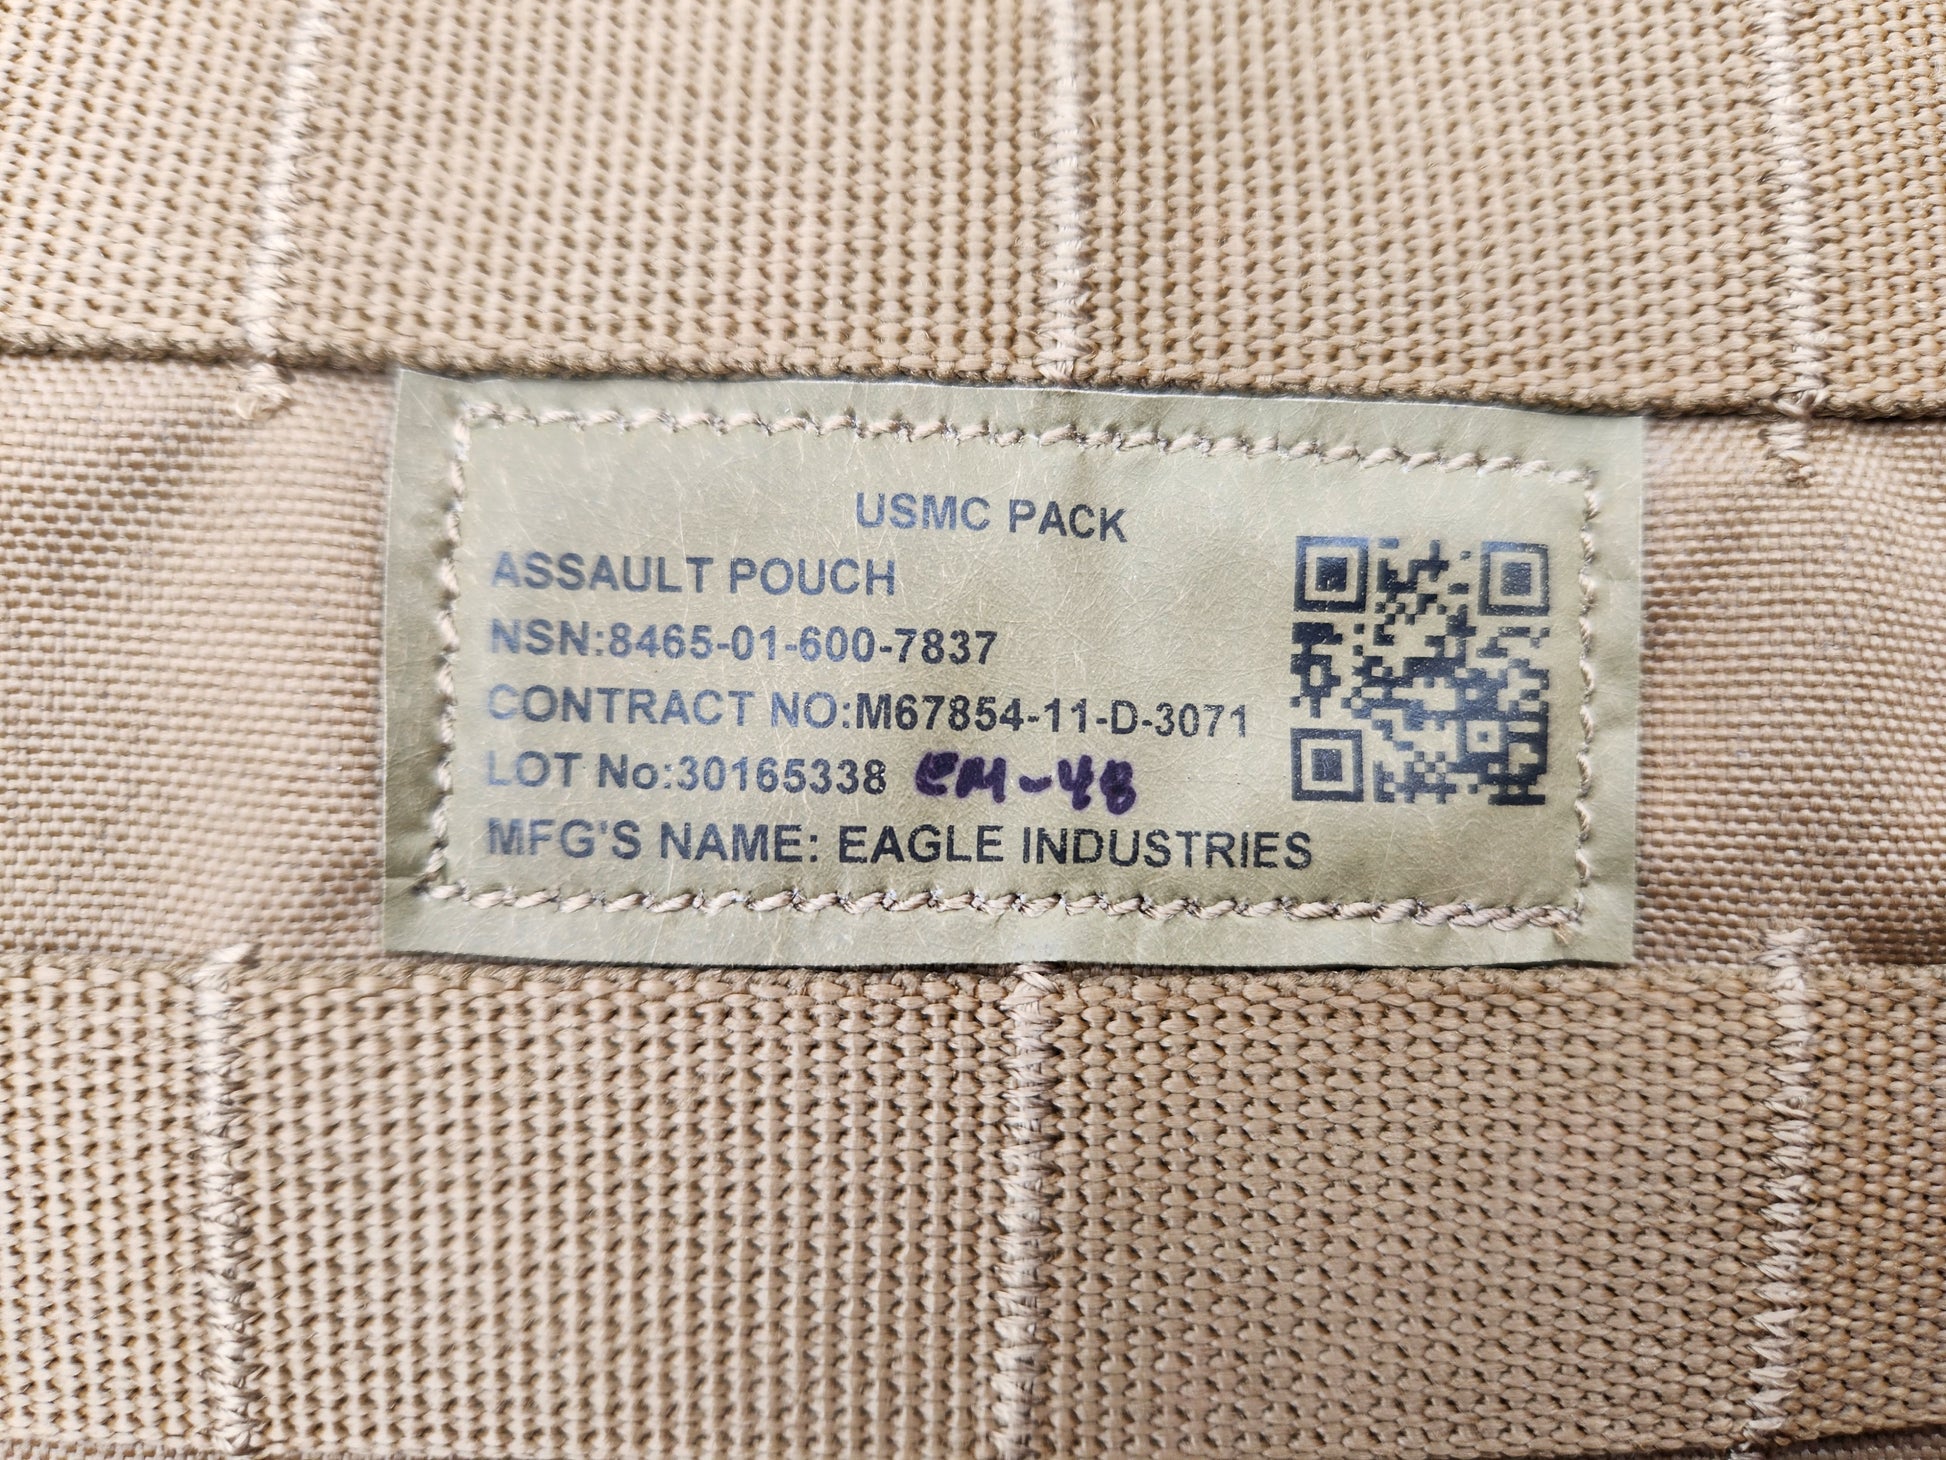 USMC PACK
ASSAULT POUCH
NSN:8465-01-600-7837
CONTRACT NO:M67854-11-D-3071
LOT No:30165338 EM-48
MFG'S NAME: EAGLE INDUSTRIES